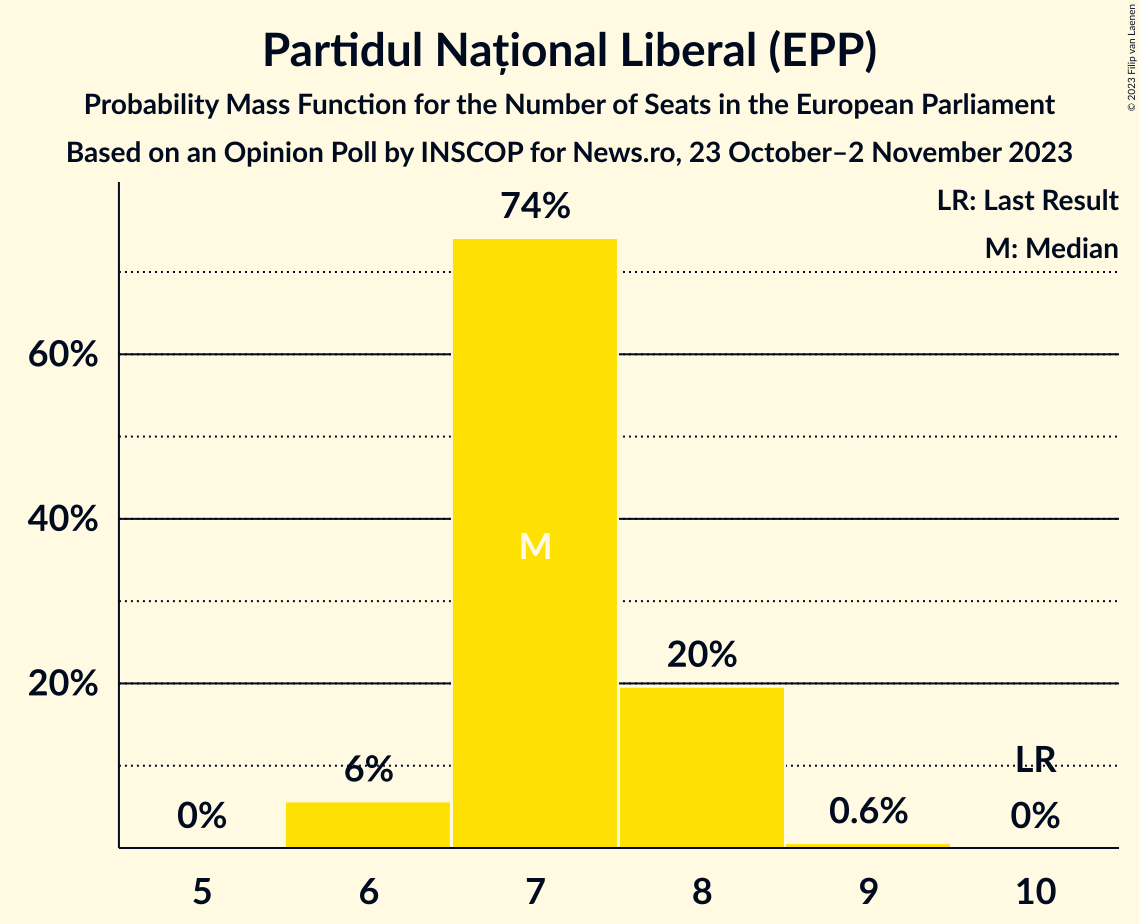 Partidul Național Liberal (EPP)
Probability Mass Function for the Number of Seats in the European Parliament
Based on an Opinion Poll by INSCOP for News.ro, 23 October–2 November 2023
© 2023 Filip van Laenen
LR: Last Result
M: Median
74%
60%
40%
M
20%
20%
6%
LR
0%
0.6%
0%
5 6 7 8 9 10